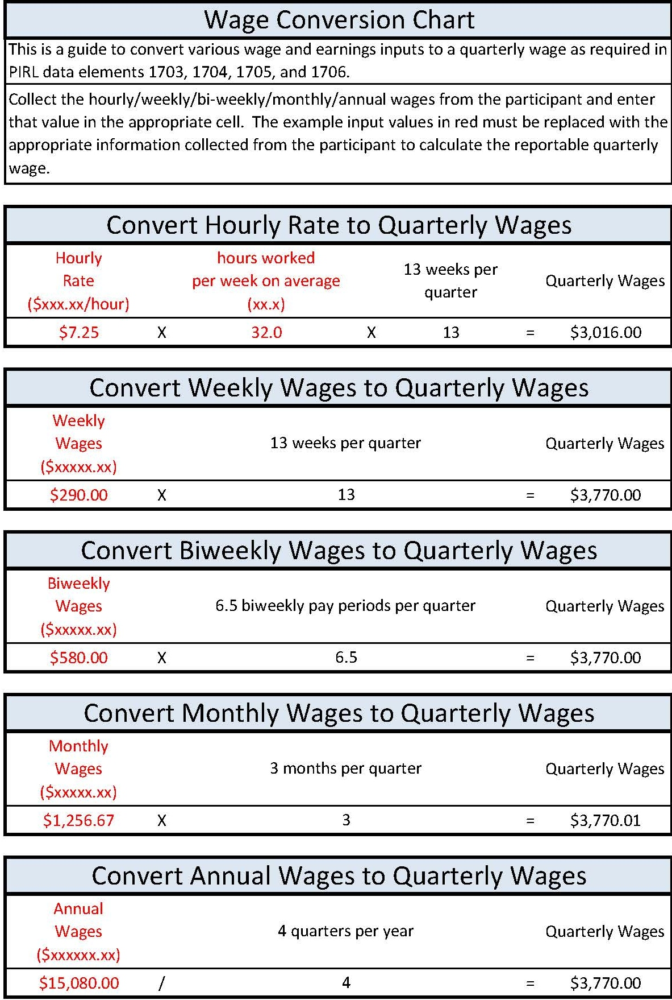 Wage Conversion Chart
This is a guide to convert various wage and earnings inputs to a quarterly wage as required in
PIRL data elements 1703, 1704, 1705, and 1706.
Collect the hourly/weekly/bi-weekly/monthly/annual wages from the participant and enter
that value in the appropriate cell.  The example input values in red must be replaced with the
appropriate information collected from the participant to calculate the reportable quarterly
wage.
Convert Hourly Rate to Quarterly Wages
Hourly
Rate
($xxx.xx/hour)
hours worked
per week on average
(xx.x)
13 weeks per
quarter
Quarterly Wages
$7.25 X 32.0 X 13 = $3,016.00
Convert Weekly Wages to Quarterly Wages
Weekly
Wages
($xxxxx.xx)
13 weeks per quarter
Quarterly Wages
$290.00 X 13 = $3,770.00
Convert Biweekly Wages to Quarterly Wages
Biweekly
Wages
($xxxxx.xx)
6.5 biweekly pay periods per quarter
Quarterly Wages
$580.00 X 6.5 = $3,770.00
Convert Monthly Wages to Quarterly Wages
Monthly
Wages
($xxxxx.xx)
3 months per quarter
Quarterly Wages
$1,256.67 X 3 = $3,770.01
Convert Annual Wages to Quarterly Wages
Annual
Wages
($xxxxxx.xx)
4 quarters per year
Quarterly Wages
$15,080.00 / 4 = $3,770.00